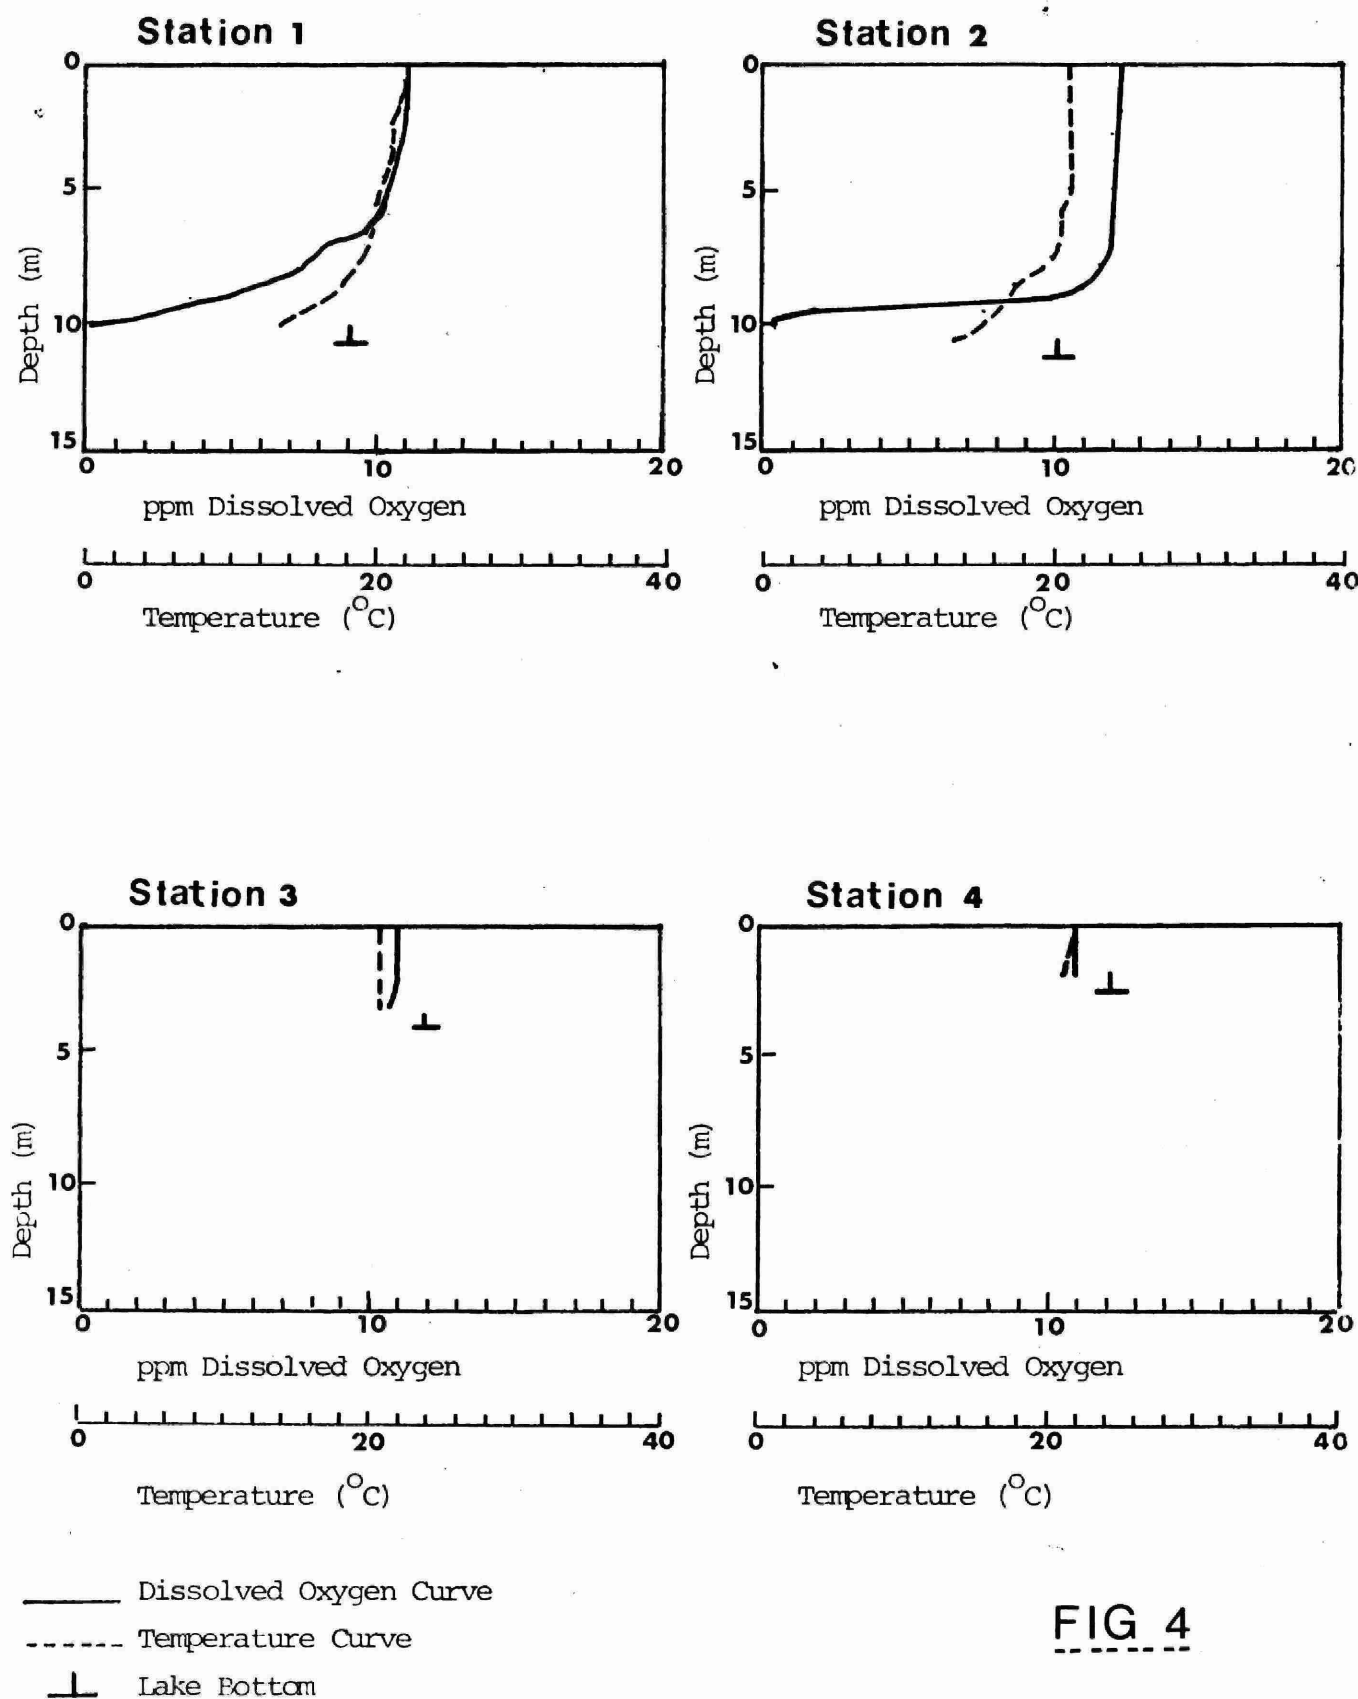 Station 1
0
5
10
15
Depth (m)
0 10 20
ppm Dissolved Oxygen
0 20 40
Temperature (°C)
Station 2
0
5
10
15
Depth (m)
0 10 20
ppm Dissolved Oxygen
0 20 40
Temperature (°C)
Station 3
0
5
10
15
Depth (m)
0 10 20
ppm Dissolved Oxygen
0 20 40
Temperature (°C)
Station 4
0
5
10
15
Depth (m)
0 10 20
ppm Dissolved Oxygen
0 20 40
Temperature (°C)
Dissolved Oxygen Curve
Temperature Curve
Lake Bottom
FIG 4